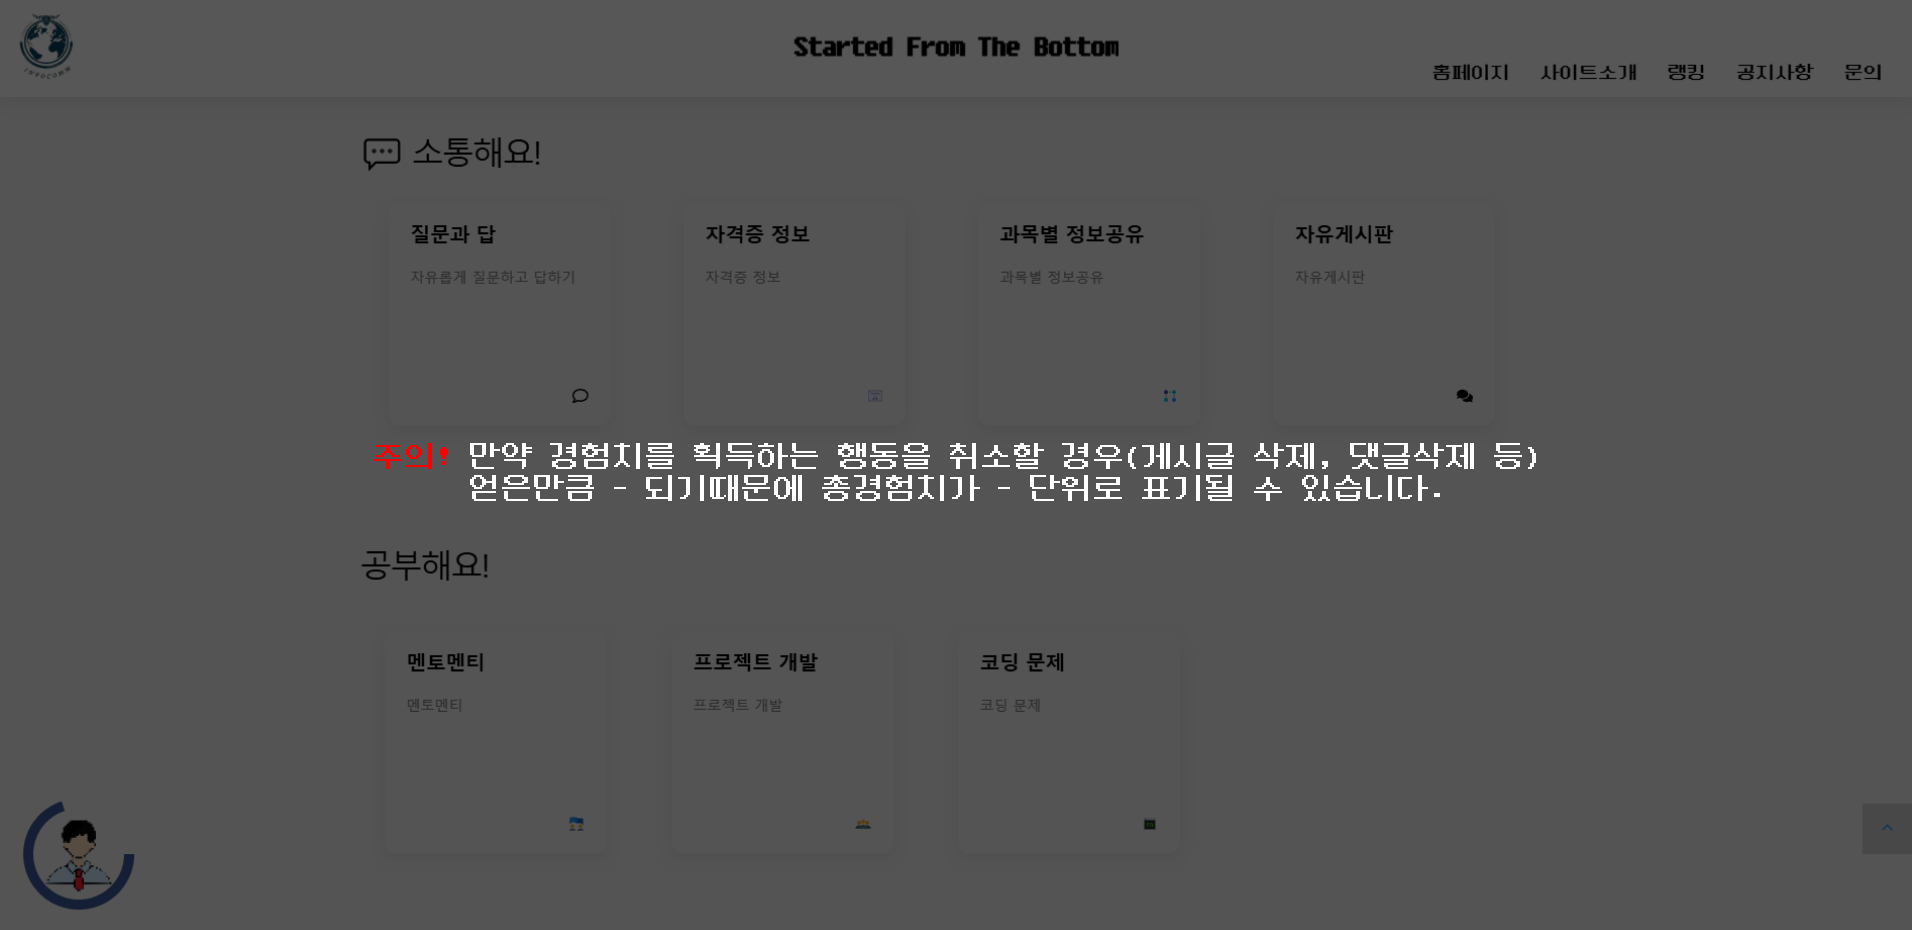 INVOCOMM
Started From The Bottom
홈페이지 사이트소개 랭킹 공지사항 문의
소통해요!
질문과 답 자격증 정보 과목별 정보공유 자유게시판
자유롭게 질문하고 답하기 자격증 정보 과목별 정보공유 자유게시판
주의! 만약 경험치를 획득하는 행동을 취소할 경우(게시글 삭제, 댓글삭제 등)
얻은만큼 - 되기때문에 총경험치가 - 단위로 표기될 수 있습니다.
공부해요!
멘토멘티 프로젝트 개발 코딩 문제
멘토멘티 프로젝트 개발 코딩 문제